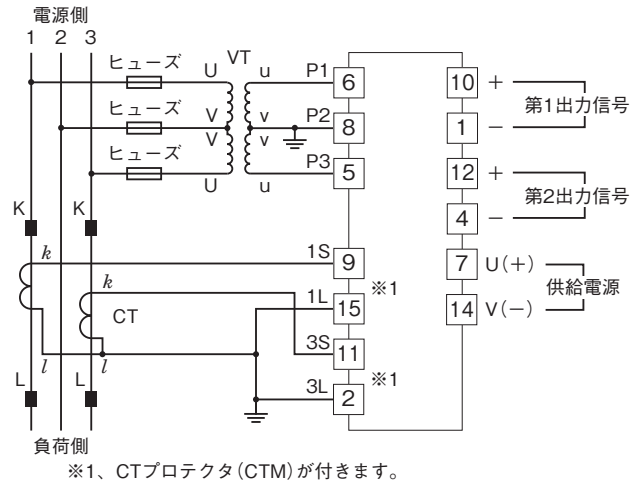 電源側
1 2 3
ヒューズ
VT
U u P1 6 10 + 第1出力信号
ヒューズ
V v P2 8 1 −
V v
ヒューズ
U u P3 5 12 + 第2出力信号
4 −
K K
k 1S 9 7 U(+) 供給電源
※1
k 1L 15 14 V(−)
CT
3S 11
l l
※1
L L 3L 2
負荷側
※1、CTプロテクタ(CTM)が付きます。